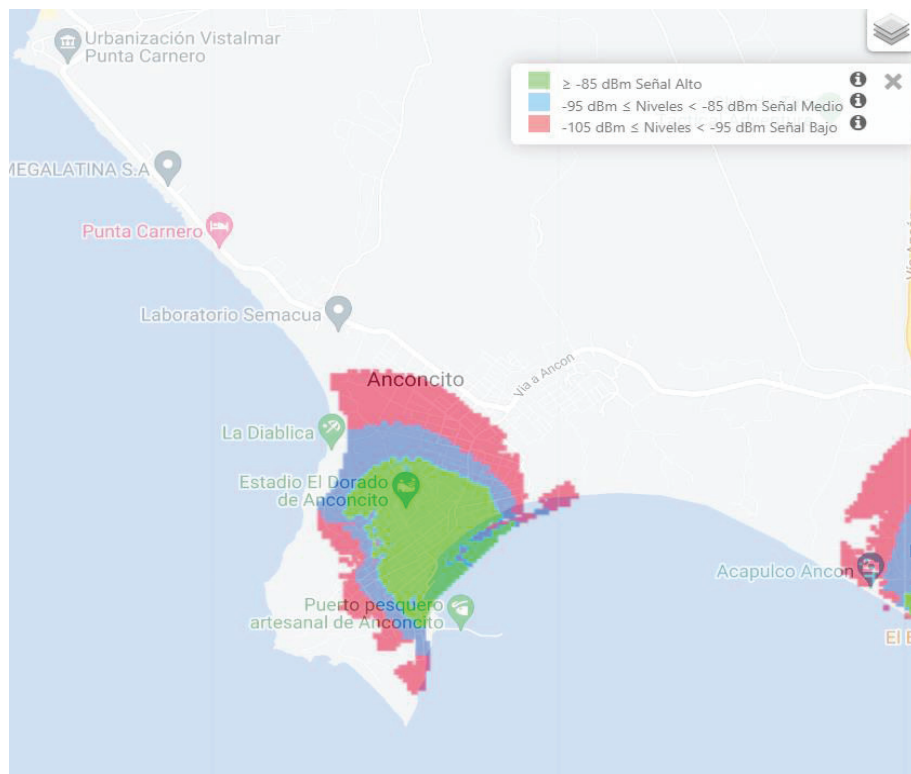 Urbanización Vistalmar
Punta Carnero
≥ -85 dBm Señal Alto
-95 dBm ≤ Niveles < -85 dBm Señal Medio
-105 dBm ≤ Niveles < -95 dBm Señal Bajo
MEGALATINA S.A
Punta Carnero
Laboratorio Semacua
Anconcito
Via a Ancon
La Diablica
Estadio El Dorado
de Anconcito
Acapulco Ancon
Puerto pesquero
artesanal de Anconcito
El